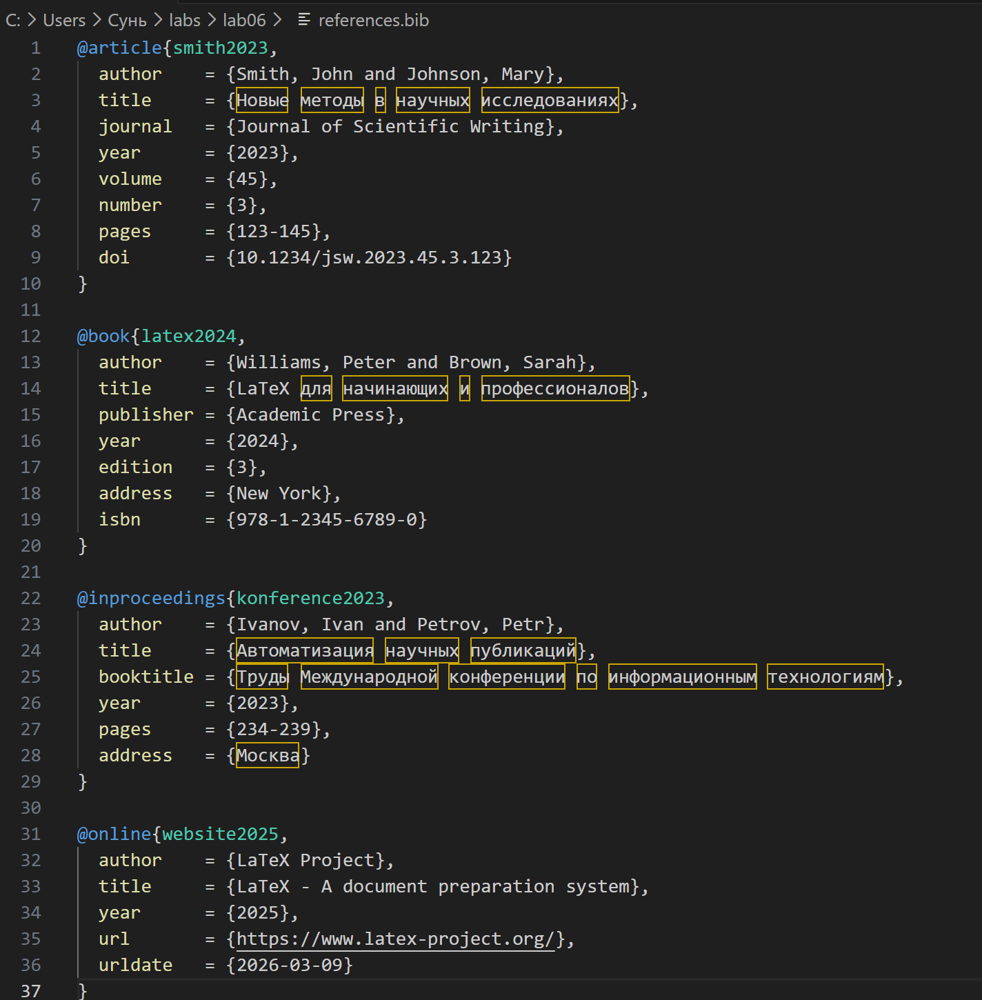 C: > Users > Сунь > labs > lab06 > references.bib
1 @article{smith2023,
2 author = {Smith, John and Johnson, Mary},
3 title = {Новые методы в научных исследованиях},
4 journal = {Journal of Scientific Writing},
5 year = {2023},
6 volume = {45},
7 number = {3},
8 pages = {123-145},
9 doi = {10.1234/jsw.2023.45.3.123}
10 }
11
12 @book{latex2024,
13 author = {Williams, Peter and Brown, Sarah},
14 title = {LaTeX для начинающих и профессионалов},
15 publisher = {Academic Press},
16 year = {2024},
17 edition = {3},
18 address = {New York},
19 isbn = {978-1-2345-6789-0}
20 }
21
22 @inproceedings{konference2023,
23 author = {Ivanov, Ivan and Petrov, Petr},
24 title = {Автоматизация научных публикаций},
25 booktitle = {Труды Международной конференции по информационным технологиям},
26 year = {2023},
27 pages = {234-239},
28 address = {Москва}
29 }
30
31 @online{website2025,
32 author = {LaTeX Project},
33 title = {LaTeX - A document preparation system},
34 year = {2025},
35 url = {https://www.latex-project.org/},
36 urldate = {2026-03-09}
37 }